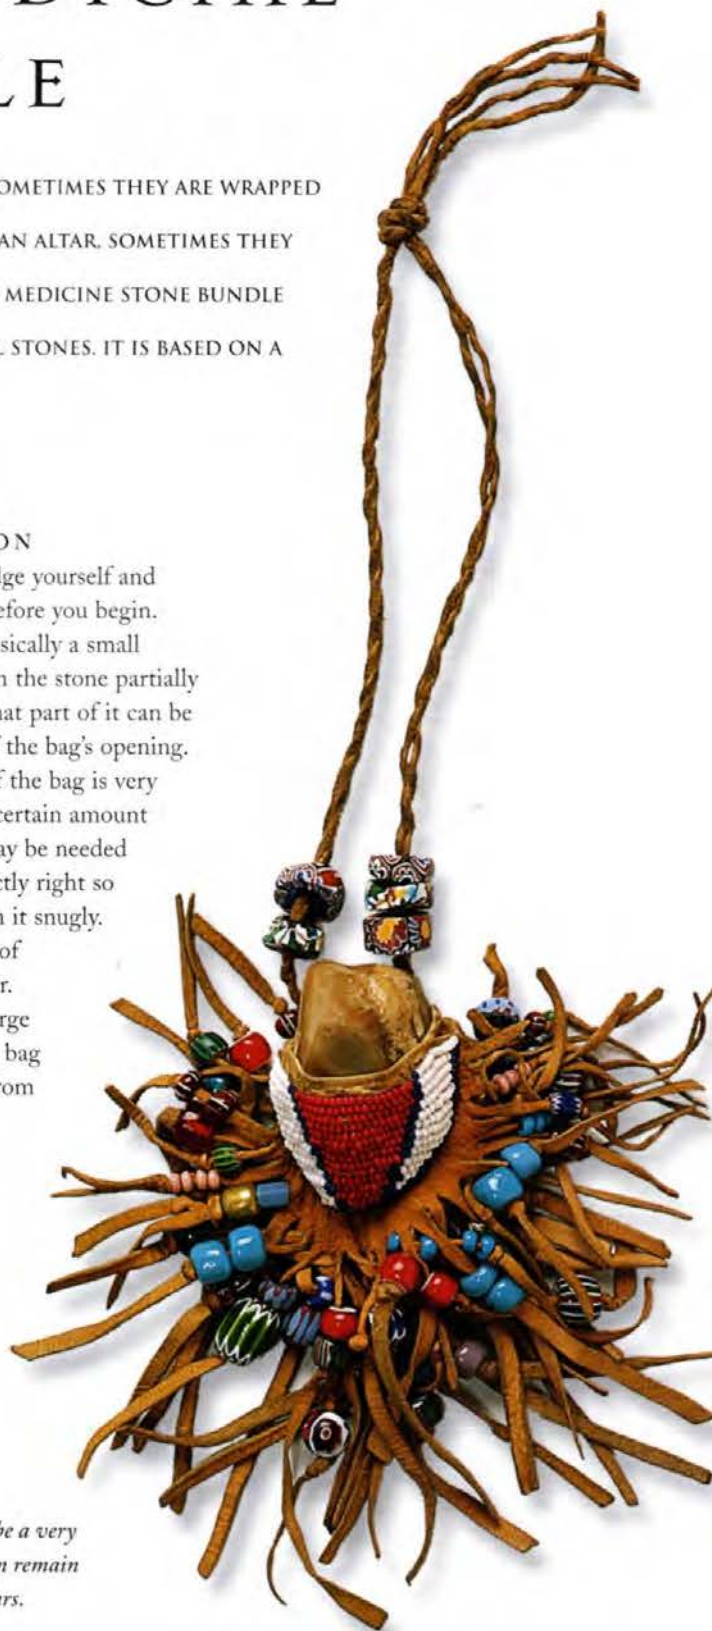 LE
OMETIMES THEY ARE WRAPPED
AN ALTAR, SOMETIMES THEY
MEDICINE STONE BUNDLE
STONES. IT IS BASED ON A
ON
dge yourself and
efore you begin.
sically a small
the stone partially
hat part of it can be
the bag's opening.
f the bag is very
certain amount
ay be needed
ctly right so
it snugly.
of
r.
rge
bag
rom
be a very
n remain
rs.